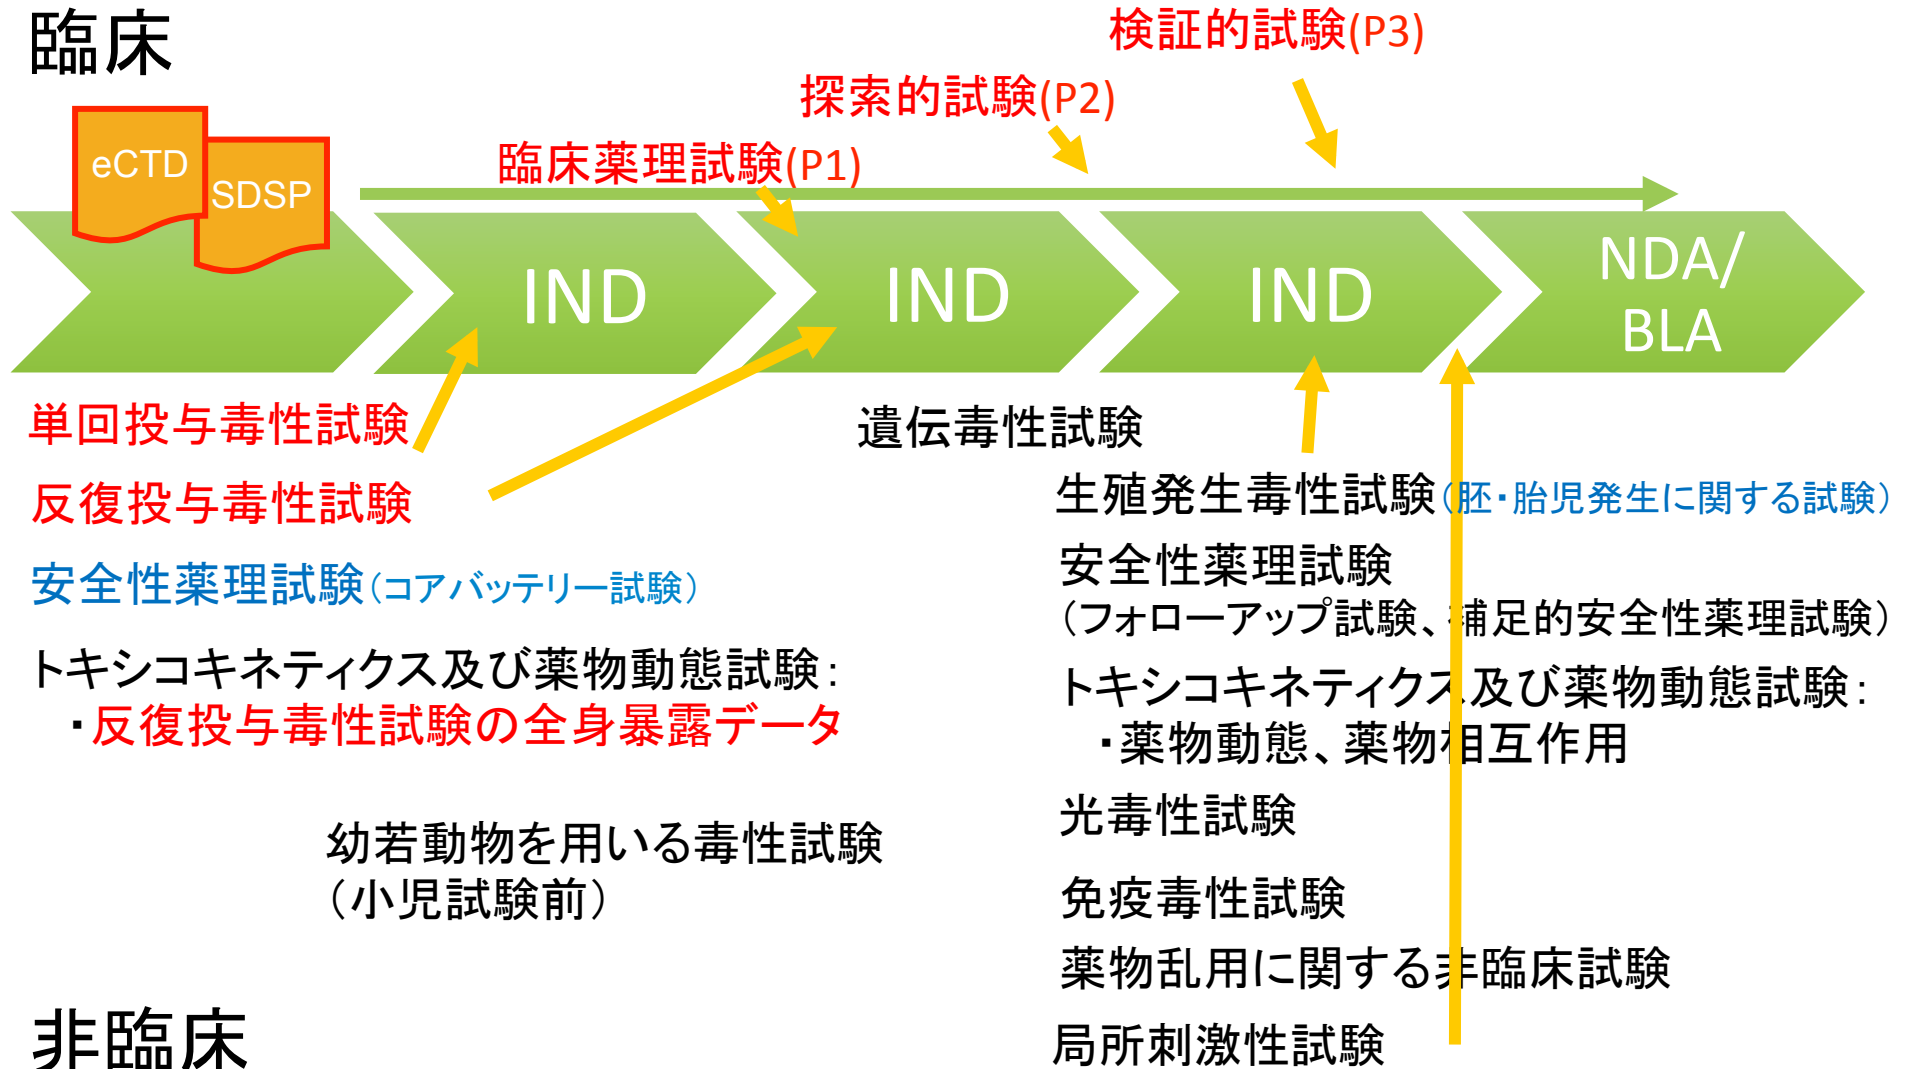 臨床
検証的試験(P3)
探索的試験(P2)
臨床薬理試験(P1)
eCTD
SDSP
IND
IND
IND
NDA/
BLA
単回投与毒性試験
反復投与毒性試験
安全性薬理試験(コアバッテリー試験)
トキシコキネティクス及び薬物動態試験:
・反復投与毒性試験の全身暴露データ
幼若動物を用いる毒性試験
(小児試験前)
遺伝毒性試験
生殖発生毒性試験(胚・胎児発生に関する試験)
安全性薬理試験
(フォローアップ試験、補足的安全性薬理試験)
トキシコキネティクス及び薬物動態試験:
・薬物動態、薬物相互作用
光毒性試験
免疫毒性試験
薬物乱用に関する非臨床試験
局所刺激性試験
非臨床